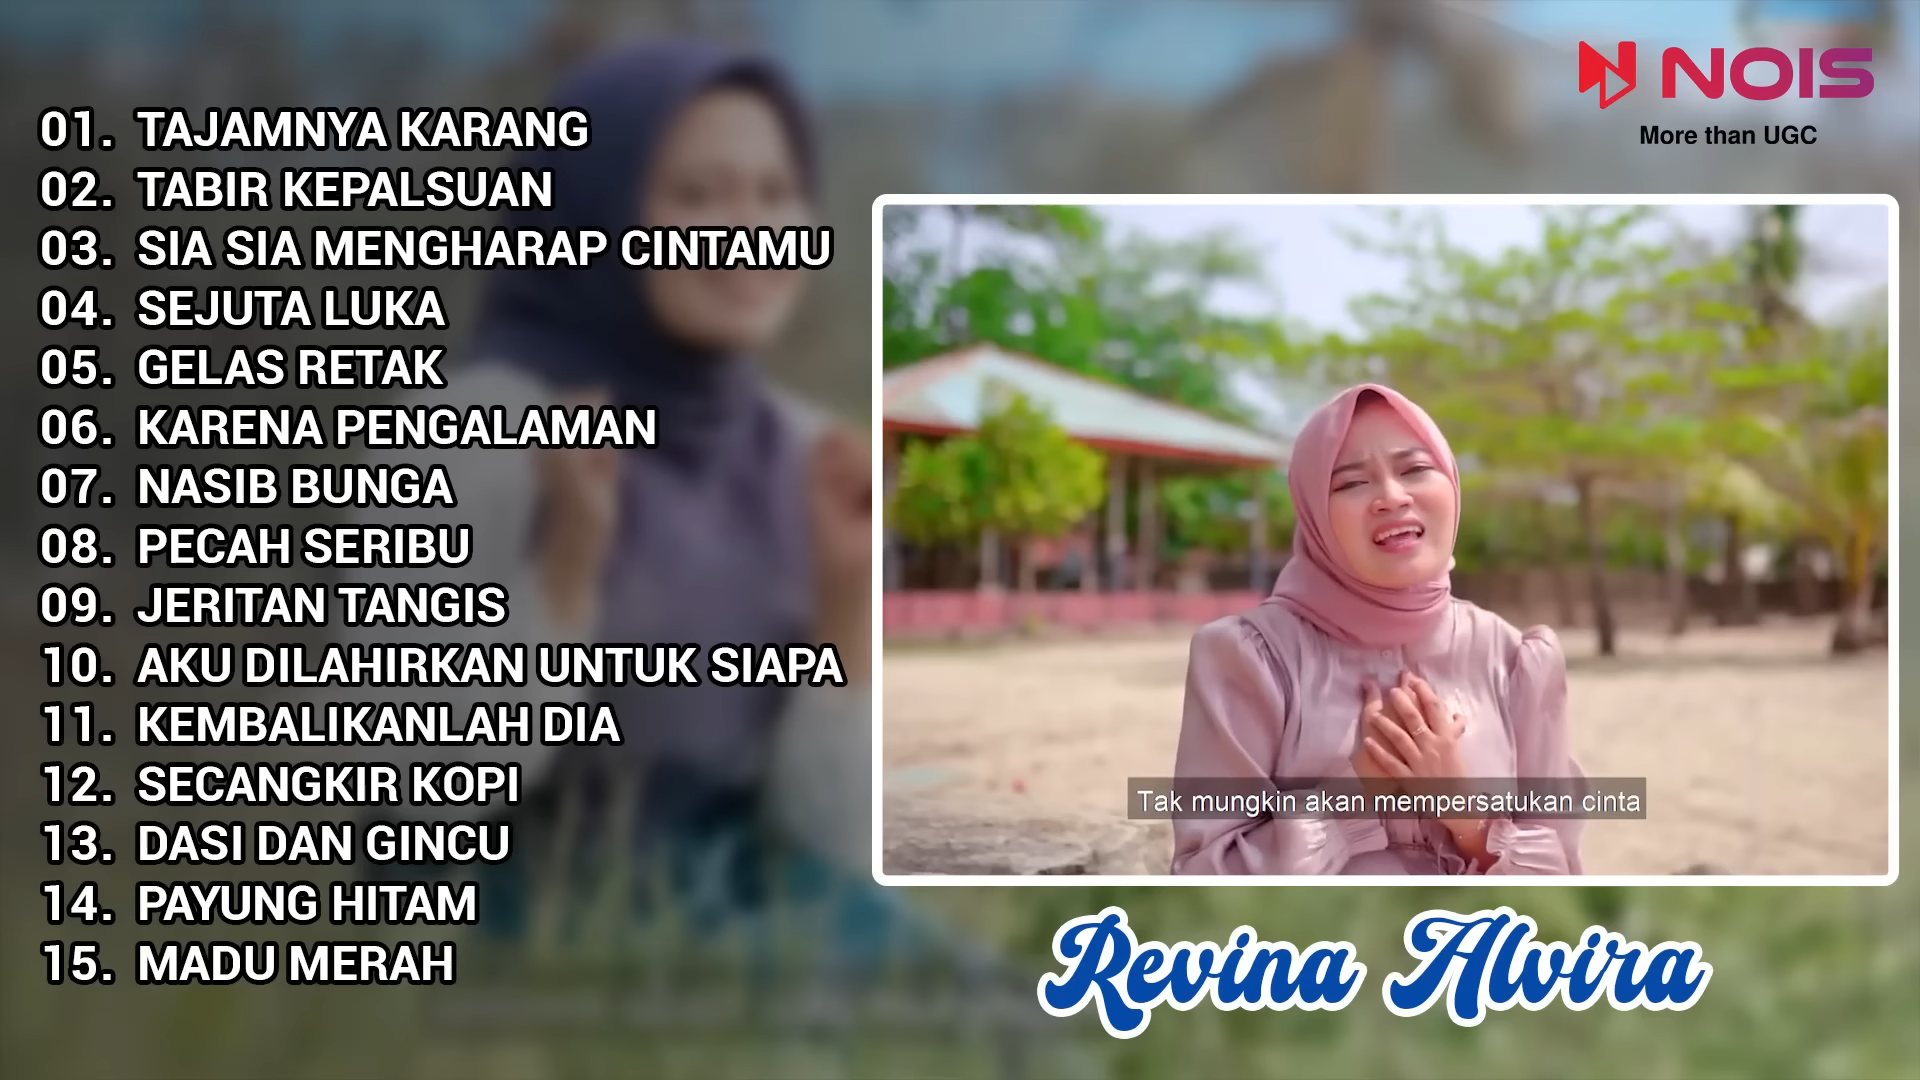 NOIS
More than UGC
01. TAJAMNYA KARANG
02. TABIR KEPALSUAN
03. SIA SIA MENGHARAP CINTAMU
04. SEJUTA LUKA
05. GELAS RETAK
06. KARENA PENGALAMAN
07. NASIB BUNGA
08. PECAH SERIBU
09. JERITAN TANGIS
10. AKU DILAHIRKAN UNTUK SIAPA
11. KEMBALIKANLAH DIA
12. SECANGKIR KOPI
13. DASI DAN GINCU
14. PAYUNG HITAM
15. MADU MERAH
Tak mungkin akan mempersatukan cinta
Revina Alvira